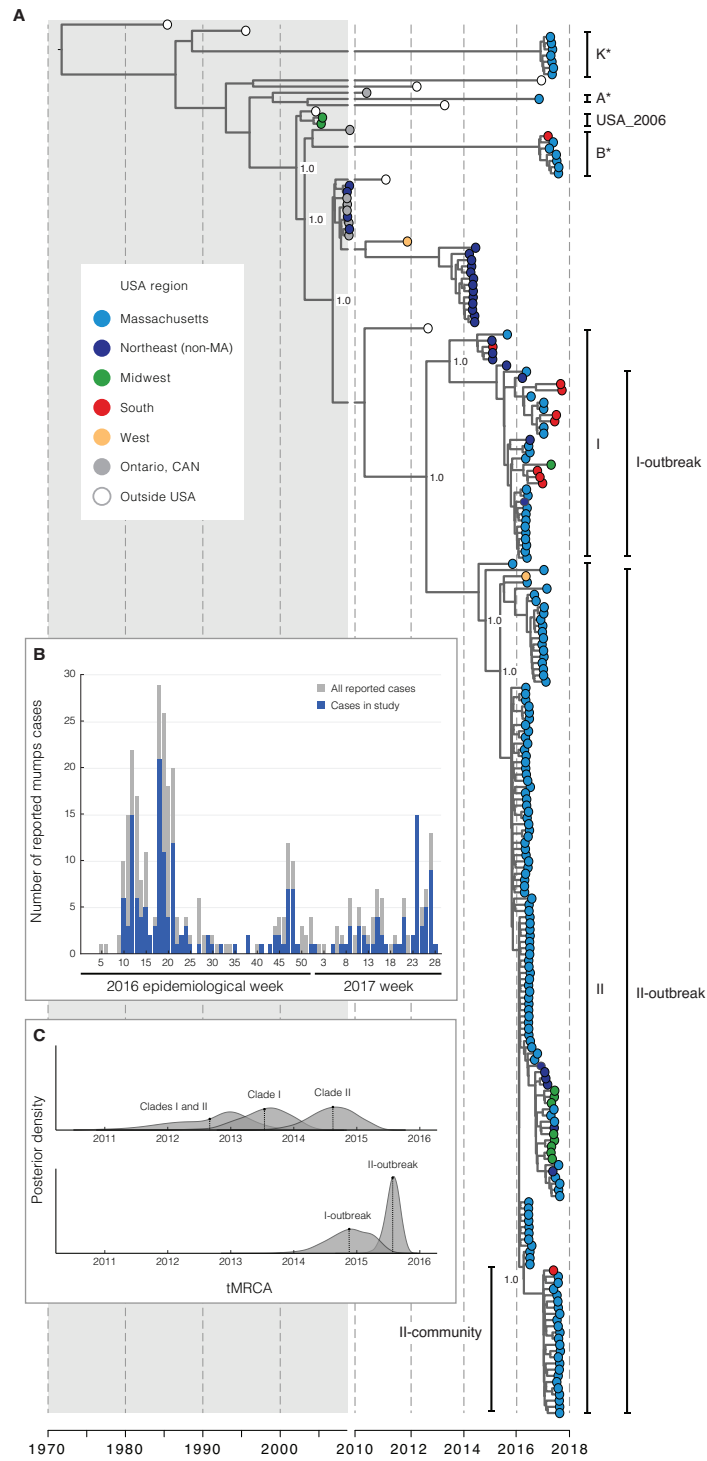 A
K*
A*
USA_2006
B*
1.0
1.0
1.0
USA region
Massachusetts
Northeast (non-MA)
Midwest
South
West
Ontario, CAN
Outside USA
1.0
I
I-outbreak
1.0
1.0
1.0
B
30
25
20
15
10
5
0
Number of reported mumps cases
All reported cases
Cases in study
5 10 15 20 25 30 35 40 45 50 3 8 13 18 23 28
2016 epidemiological week 2017 week
II
II-outbreak
C
Posterior density
Clades I and II
Clade I
Clade II
2011 2012 2013 2014 2015 2016
II-outbreak
I-outbreak
2011 2012 2013 2014 2015 2016
tMRCA
1.0
II-community
1970 1980 1990 2000 2010 2012 2014 2016 2018